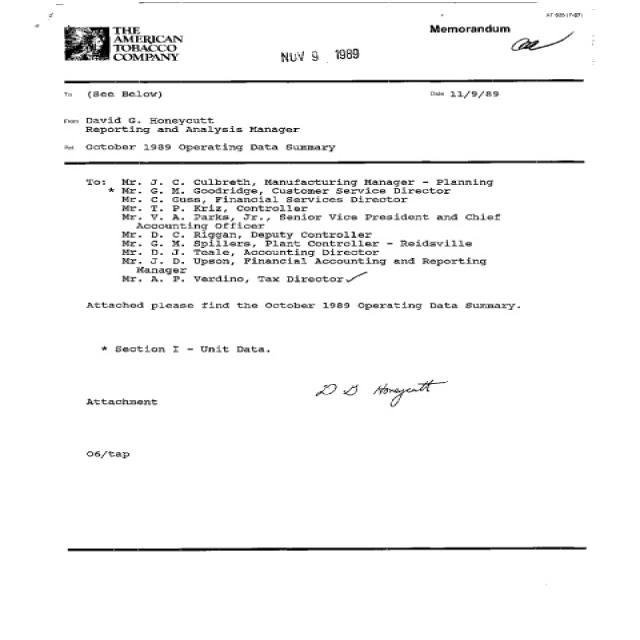 AT 935 (7-87)
THE
AMERICAN
TOBACCO
COMPANY
Memorandum
NOV 9 1989
To (See Below) Date 11/9/89
From David G. Honeycutt
Reporting and Analysis Manager
Re: October 1989 Operating Data Summary
To: Mr. J. C. Culbreth, Manufacturing Manager - Planning
* Mr. G. M. Goodridge, Customer Service Director
Mr. C. Guss, Financial Services Director
Mr. T. P. Kriz, Controller
Mr. V. A. Parks, Jr., Senior Vice President and Chief
Accounting Officer
Mr. D. C. Riggan, Deputy Controller
Mr. G. M. Spillers, Plant Controller - Reidsville
Mr. D. J. Teale, Accounting Director
Mr. J. D. Upson, Financial Accounting and Reporting
Manager
Mr. A. P. Verdino, Tax Director ✓
Attached please find the October 1989 Operating Data Summary.
* Section I - Unit Data.
D G Honeycutt
Attachment
06/tap